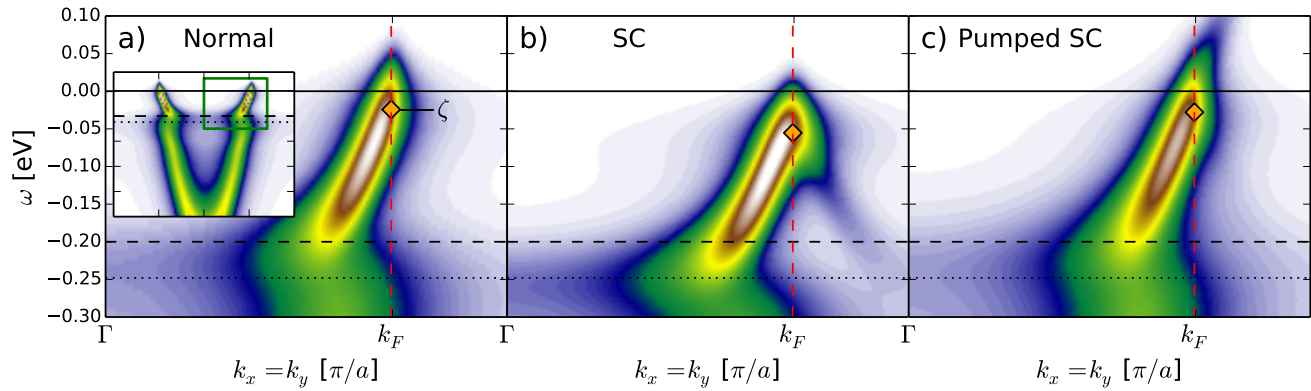 a) Normal
b) SC
c) Pumped SC
ω [eV]
0.10
0.05
0.00
−0.05
−0.10
−0.15
−0.20
−0.25
−0.30
ζ
Γ k_F Γ k_F Γ k_F
k_x = k_y [π/a] k_x = k_y [π/a] k_x = k_y [π/a]